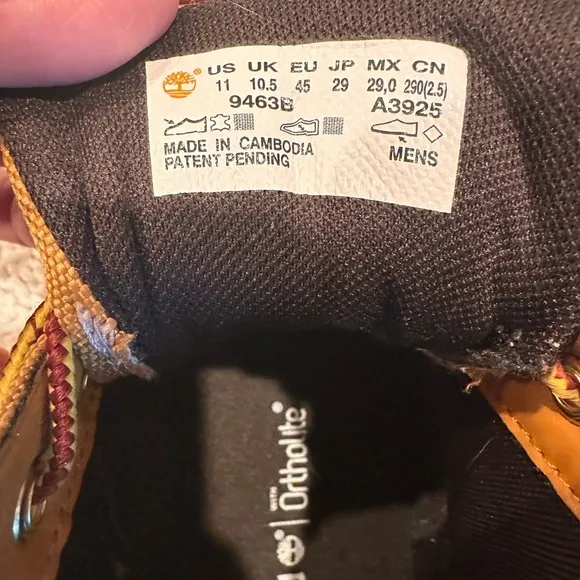 US UK EU JP MX CN
11 10.5 45 29 29,0 290(2.5)
9463B A3925
MADE IN CAMBODIA
PATENT PENDING
MENS
WITH
OrthoLite®